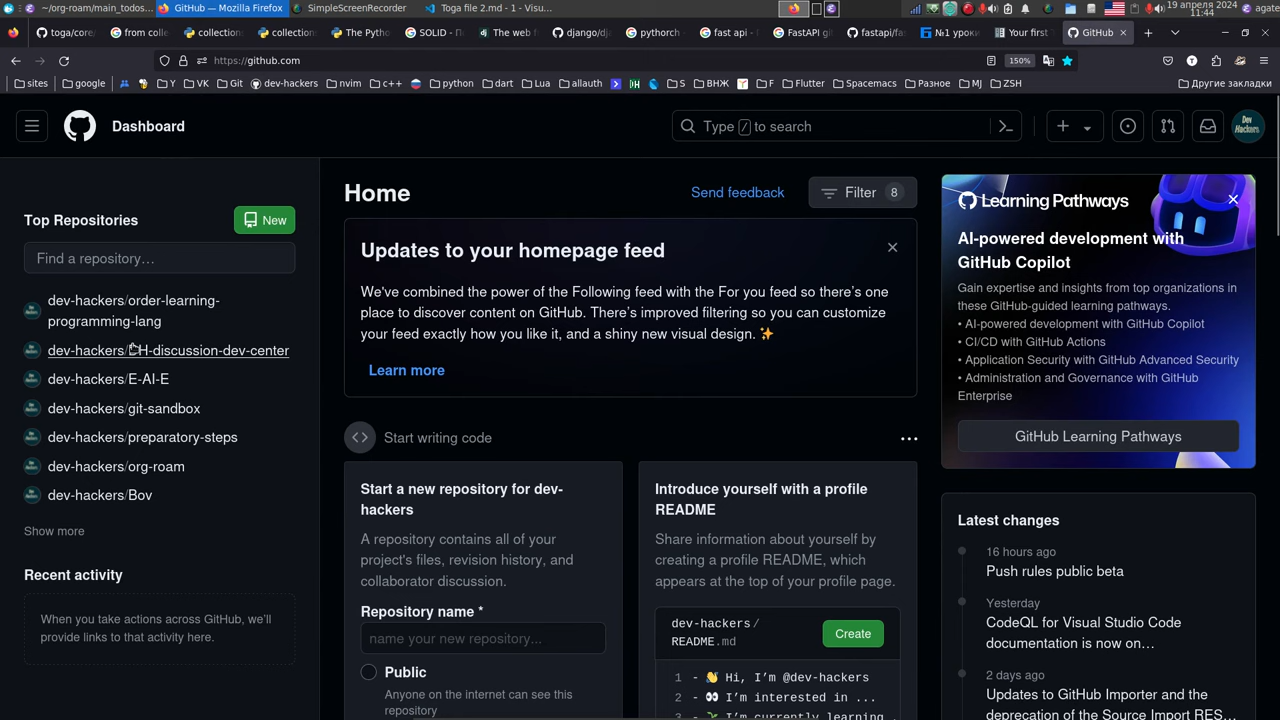 ~/org-roam/main_todos...
GitHub — Mozilla Firefox
SimpleScreenRecorder
Toga file 2.md - 1 - Visu...
19 апреля 2024
11:44
agate
toga/core/
from collec
collections
collections
The Python
SOLID - П
The web f
django/dj
pytorch -
fast api -
FastAPI git
fastapi/fas
№1 уроки
Your first T
GitHub
https://github.com
150%
sites
google
Y
VK
Git
dev-hackers
nvim
c++
python
dart
Lua
allauth
S
ВНЖ
F
Flutter
Spacemacs
Разное
MJ
ZSH
Другие закладки
Dashboard
Type / to search
Dev
Hackers
Top Repositories
New
Find a repository…
dev-hackers/order-learning-
programming-lang
dev-hackers/DH-discussion-dev-center
dev-hackers/E-AI-E
dev-hackers/git-sandbox
dev-hackers/preparatory-steps
dev-hackers/org-roam
dev-hackers/Bov
Show more
Recent activity
When you take actions across GitHub, we’ll
provide links to that activity here.
Home
Send feedback
Filter 8
Updates to your homepage feed
We've combined the power of the Following feed with the For you feed so there’s one
place to discover content on GitHub. There’s improved filtering so you can customize
your feed exactly how you like it, and a shiny new visual design. ✨
Learn more
Start writing code
Start a new repository for dev-
hackers
A repository contains all of your
project's files, revision history, and
collaborator discussion.
Repository name *
name your new repository...
Public
Anyone on the internet can see this
repository
Introduce yourself with a profile
README
Share information about yourself by
creating a profile README, which
appears at the top of your profile page.
dev-hackers /
README.md
Create
1 - 👋 Hi, I’m @dev-hackers
2 - 👀 I’m interested in ...
3 - 🌱 I’m currently learning ...
Learning Pathways
AI-powered development with
GitHub Copilot
Gain expertise and insights from top organizations in
these GitHub-guided learning pathways.
• AI-powered development with GitHub Copilot
• CI/CD with GitHub Actions
• Application Security with GitHub Advanced Security
• Administration and Governance with GitHub
Enterprise
GitHub Learning Pathways
Latest changes
16 hours ago
Push rules public beta
Yesterday
CodeQL for Visual Studio Code
documentation is now on…
2 days ago
Updates to GitHub Importer and the
deprecation of the Source Import RES…